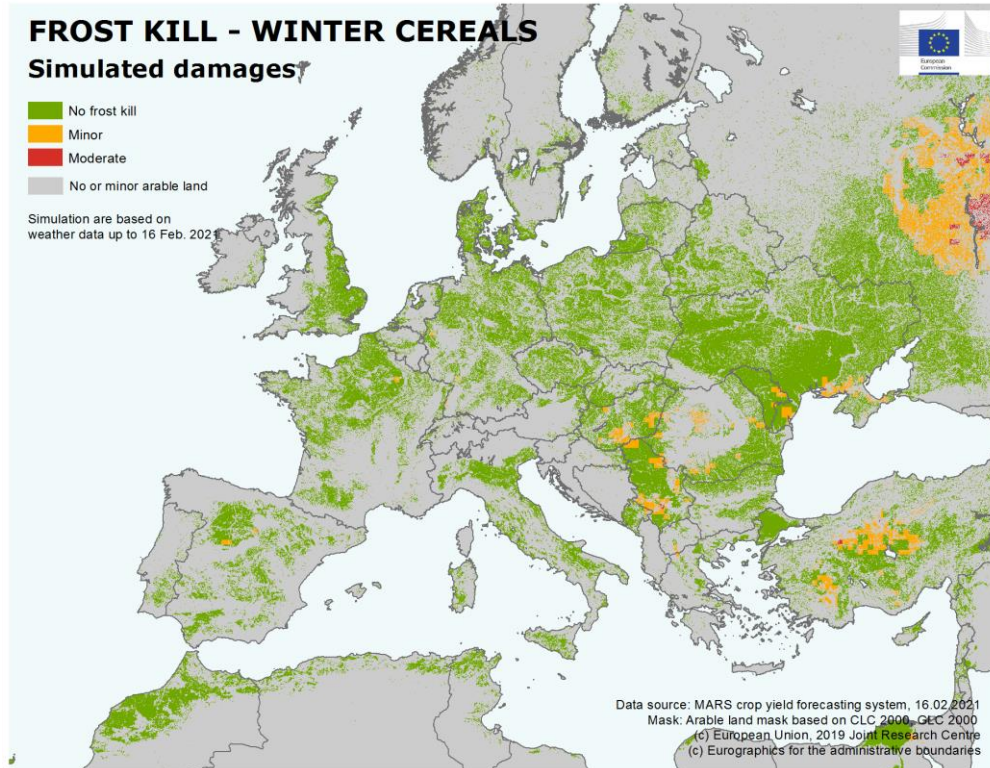 FROST KILL - WINTER CEREALS
Simulated damages
No frost kill
Minor
Moderate
No or minor arable land
Simulation are based on
weather data up to 16 Feb. 2021
European
Commission
Data source: MARS crop yield forecasting system, 16.02.2021
Mask: Arable land mask based on CLC 2000, GLC 2000
(c) European Union, 2019 Joint Research Centre
(c) Eurographics for the administrative boundaries